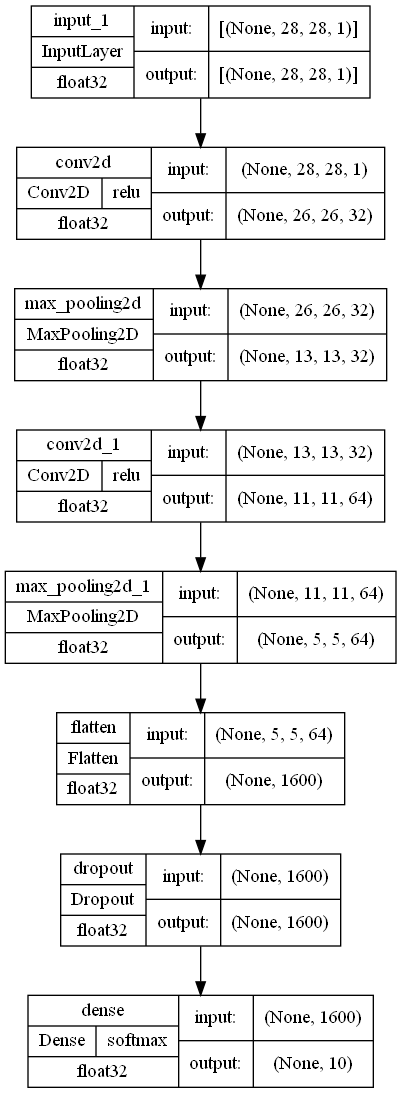 input_1
InputLayer
float32
input:
[(None, 28, 28, 1)]
output:
[(None, 28, 28, 1)]
conv2d
Conv2D relu
float32
input:
(None, 28, 28, 1)
output:
(None, 26, 26, 32)
max_pooling2d
MaxPooling2D
float32
input:
(None, 26, 26, 32)
output:
(None, 13, 13, 32)
conv2d_1
Conv2D relu
float32
input:
(None, 13, 13, 32)
output:
(None, 11, 11, 64)
max_pooling2d_1
MaxPooling2D
float32
input:
(None, 11, 11, 64)
output:
(None, 5, 5, 64)
flatten
Flatten
float32
input:
(None, 5, 5, 64)
output:
(None, 1600)
dropout
Dropout
float32
input:
(None, 1600)
output:
(None, 1600)
dense
Dense softmax
float32
input:
(None, 1600)
output:
(None, 10)